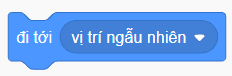 đi tới vị trí ngẫu nhiên